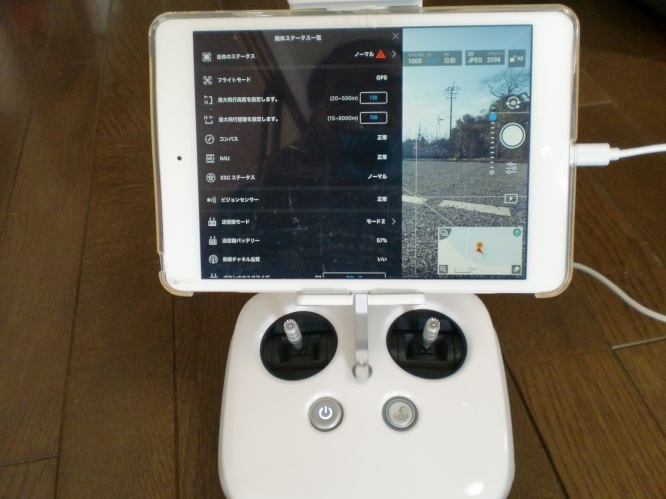 機体ステータス一覧
全体のステータス ノーマル
フライトモード GPS
最大飛行高度を設定します。 (20~500m)
最大飛行距離を設定します。 (15~8000m) 700
コンパス 正常
IMU 正常
ESC ステータス ノーマル
ビジョンセンサー 正常
送信機モード モード2
送信機バッテリー 57%
無線チャネル品質 いい
1000 自動 JPEG 2598 AE